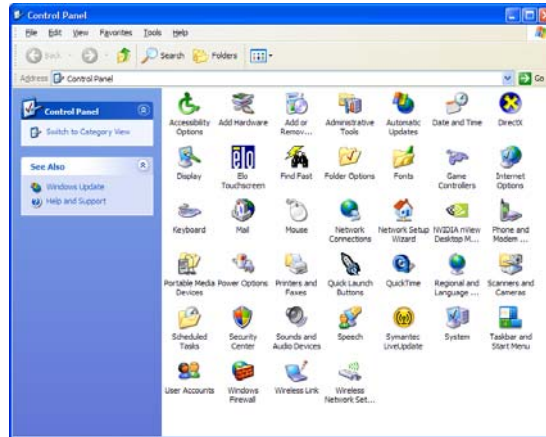 Control Panel
File Edit View Favorites Tools Help
Back Search Folders
Address Control Panel Go
Control Panel
Switch to Category View
See Also
Windows Update
Help and Support
Accessibility Options
Add Hardware
Add or Remov...
Administrative Tools
Automatic Updates
Date and Time
DirectX
Display
elo
Elo Touchscreen
Find Fast
Folder Options
Fonts
Game Controllers
Internet Options
Keyboard
Mail
Mouse
Network Connections
Network Setup Wizard
NVIDIA nView Desktop M...
Phone and Modem ...
Portable Media Devices
Power Options
Printers and Faxes
Quick Launch Buttons
QuickTime
Regional and Language ...
Scanners and Cameras
Scheduled Tasks
Security Center
Sounds and Audio Devices
Speech
Symantec LiveUpdate
System
Taskbar and Start Menu
User Accounts
Windows Firewall
Wireless Link
Wireless Network Set...